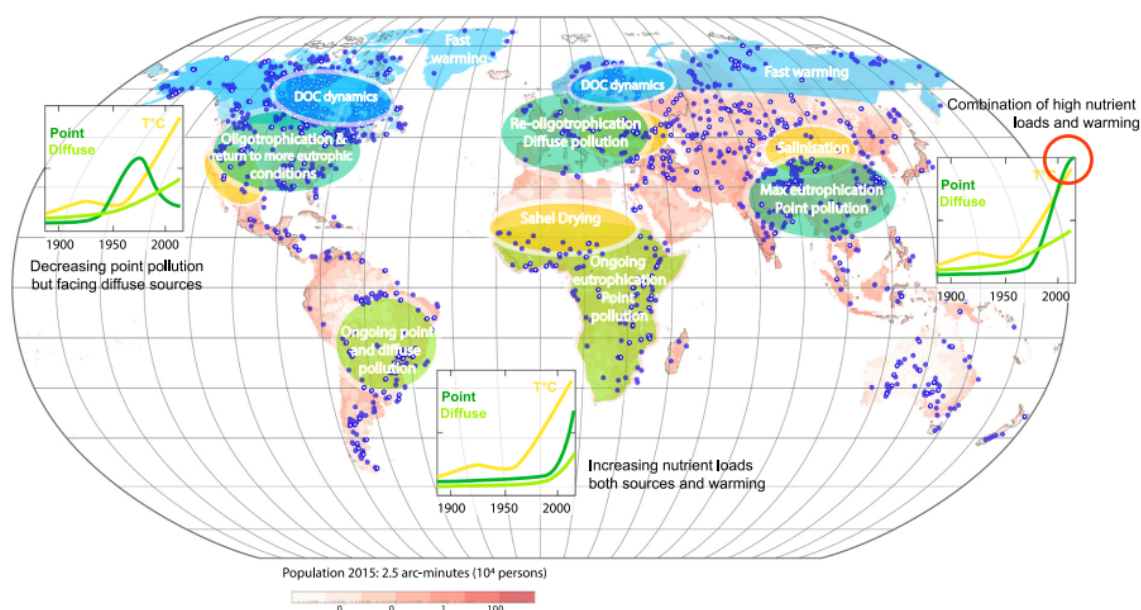 Fast
warming
DOC dynamics
DOC dynamics
Fast warming
Combination of high nutrient
loads and warming
Point
Diffuse
T°C
1900
1950
2000
Decreasing point pollution
but facing diffuse sources
Oligotrophication &
return to more eutrophic
conditions
Re-oligotrophication
Diffuse pollution
Salinisation
Max eutrophication
Point pollution
Point
Diffuse
T°C
1900
1950
2000
Sahel Drying
Ongoing
eutrophication
Point
pollution
Ongoing point
and diffuse
pollution
Point
Diffuse
T°C
1900
1950
2000
Increasing nutrient loads
both sources and warming
Population 2015: 2.5 arc-minutes (10⁴ persons)
0
0
1
100